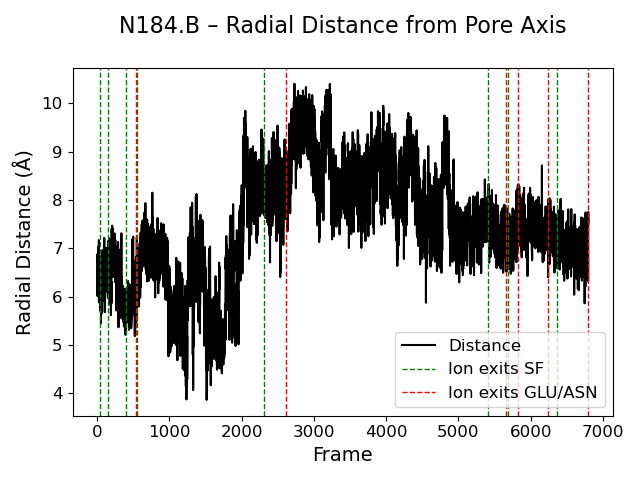 N184.B – Radial Distance from Pore Axis
Radial Distance (Å)
10
9
8
7
6
5
4
Distance
Ion exits SF
Ion exits GLU/ASN
0 1000 2000 3000 4000 5000 6000 7000
Frame